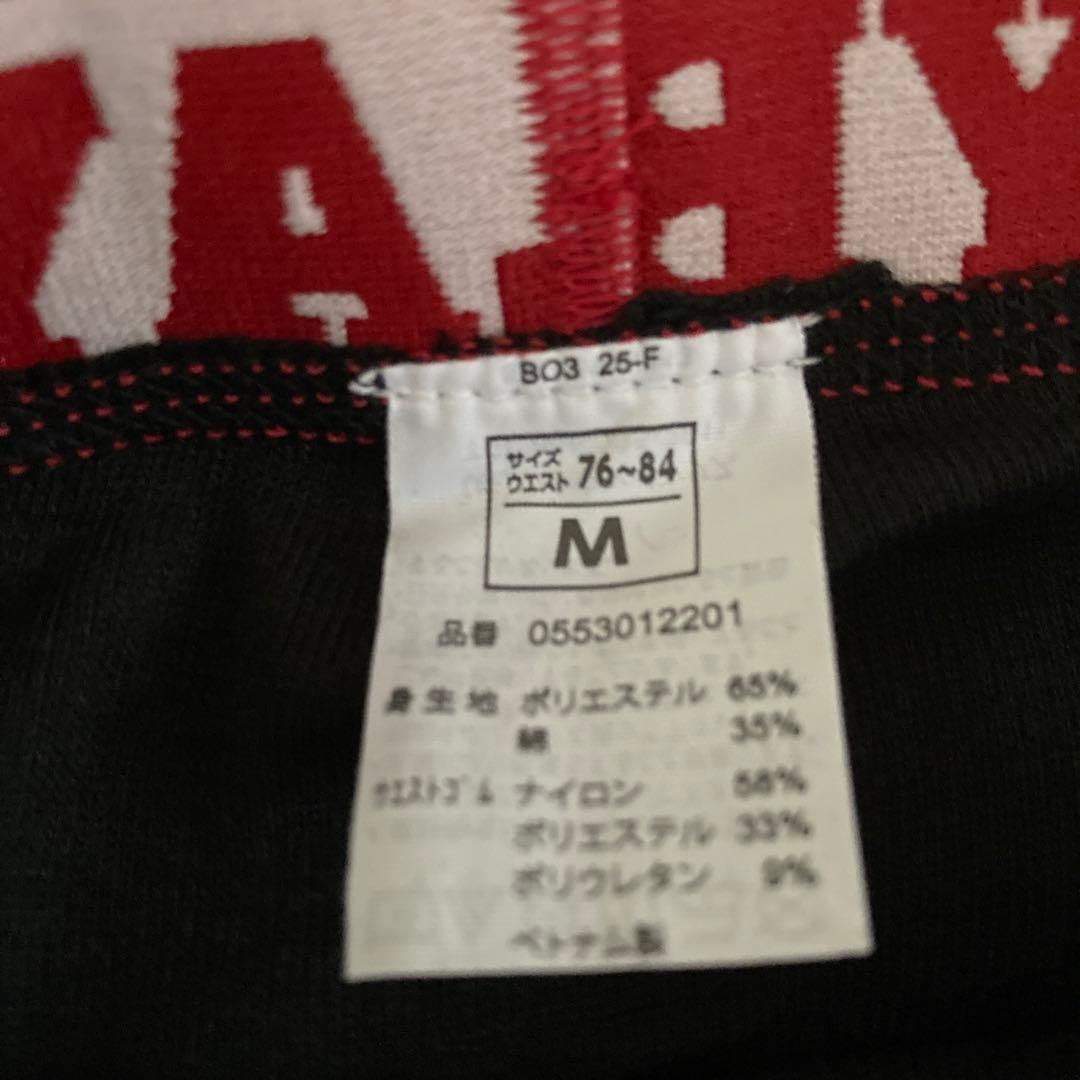 BO3 25-F
サイズ
ウエスト 76~84
M
品番 0553012201
身生地 ポリエステル 65%
綿 35%
ウエストゴム ナイロン 58%
ポリエステル 33%
ポリウレタン 9%
ベトナム製